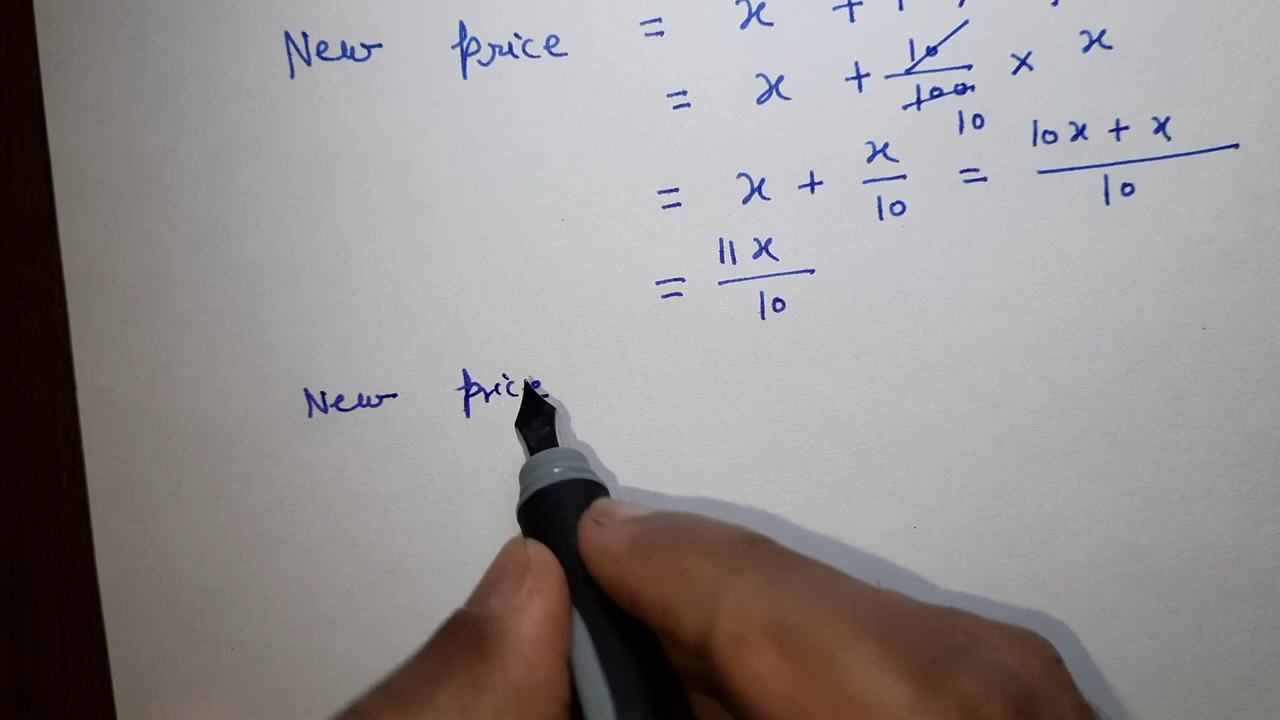 New price = x +
= x + 10/100 × x
10
= x + x/10 = 10x + x/10
= 11x/10
New price